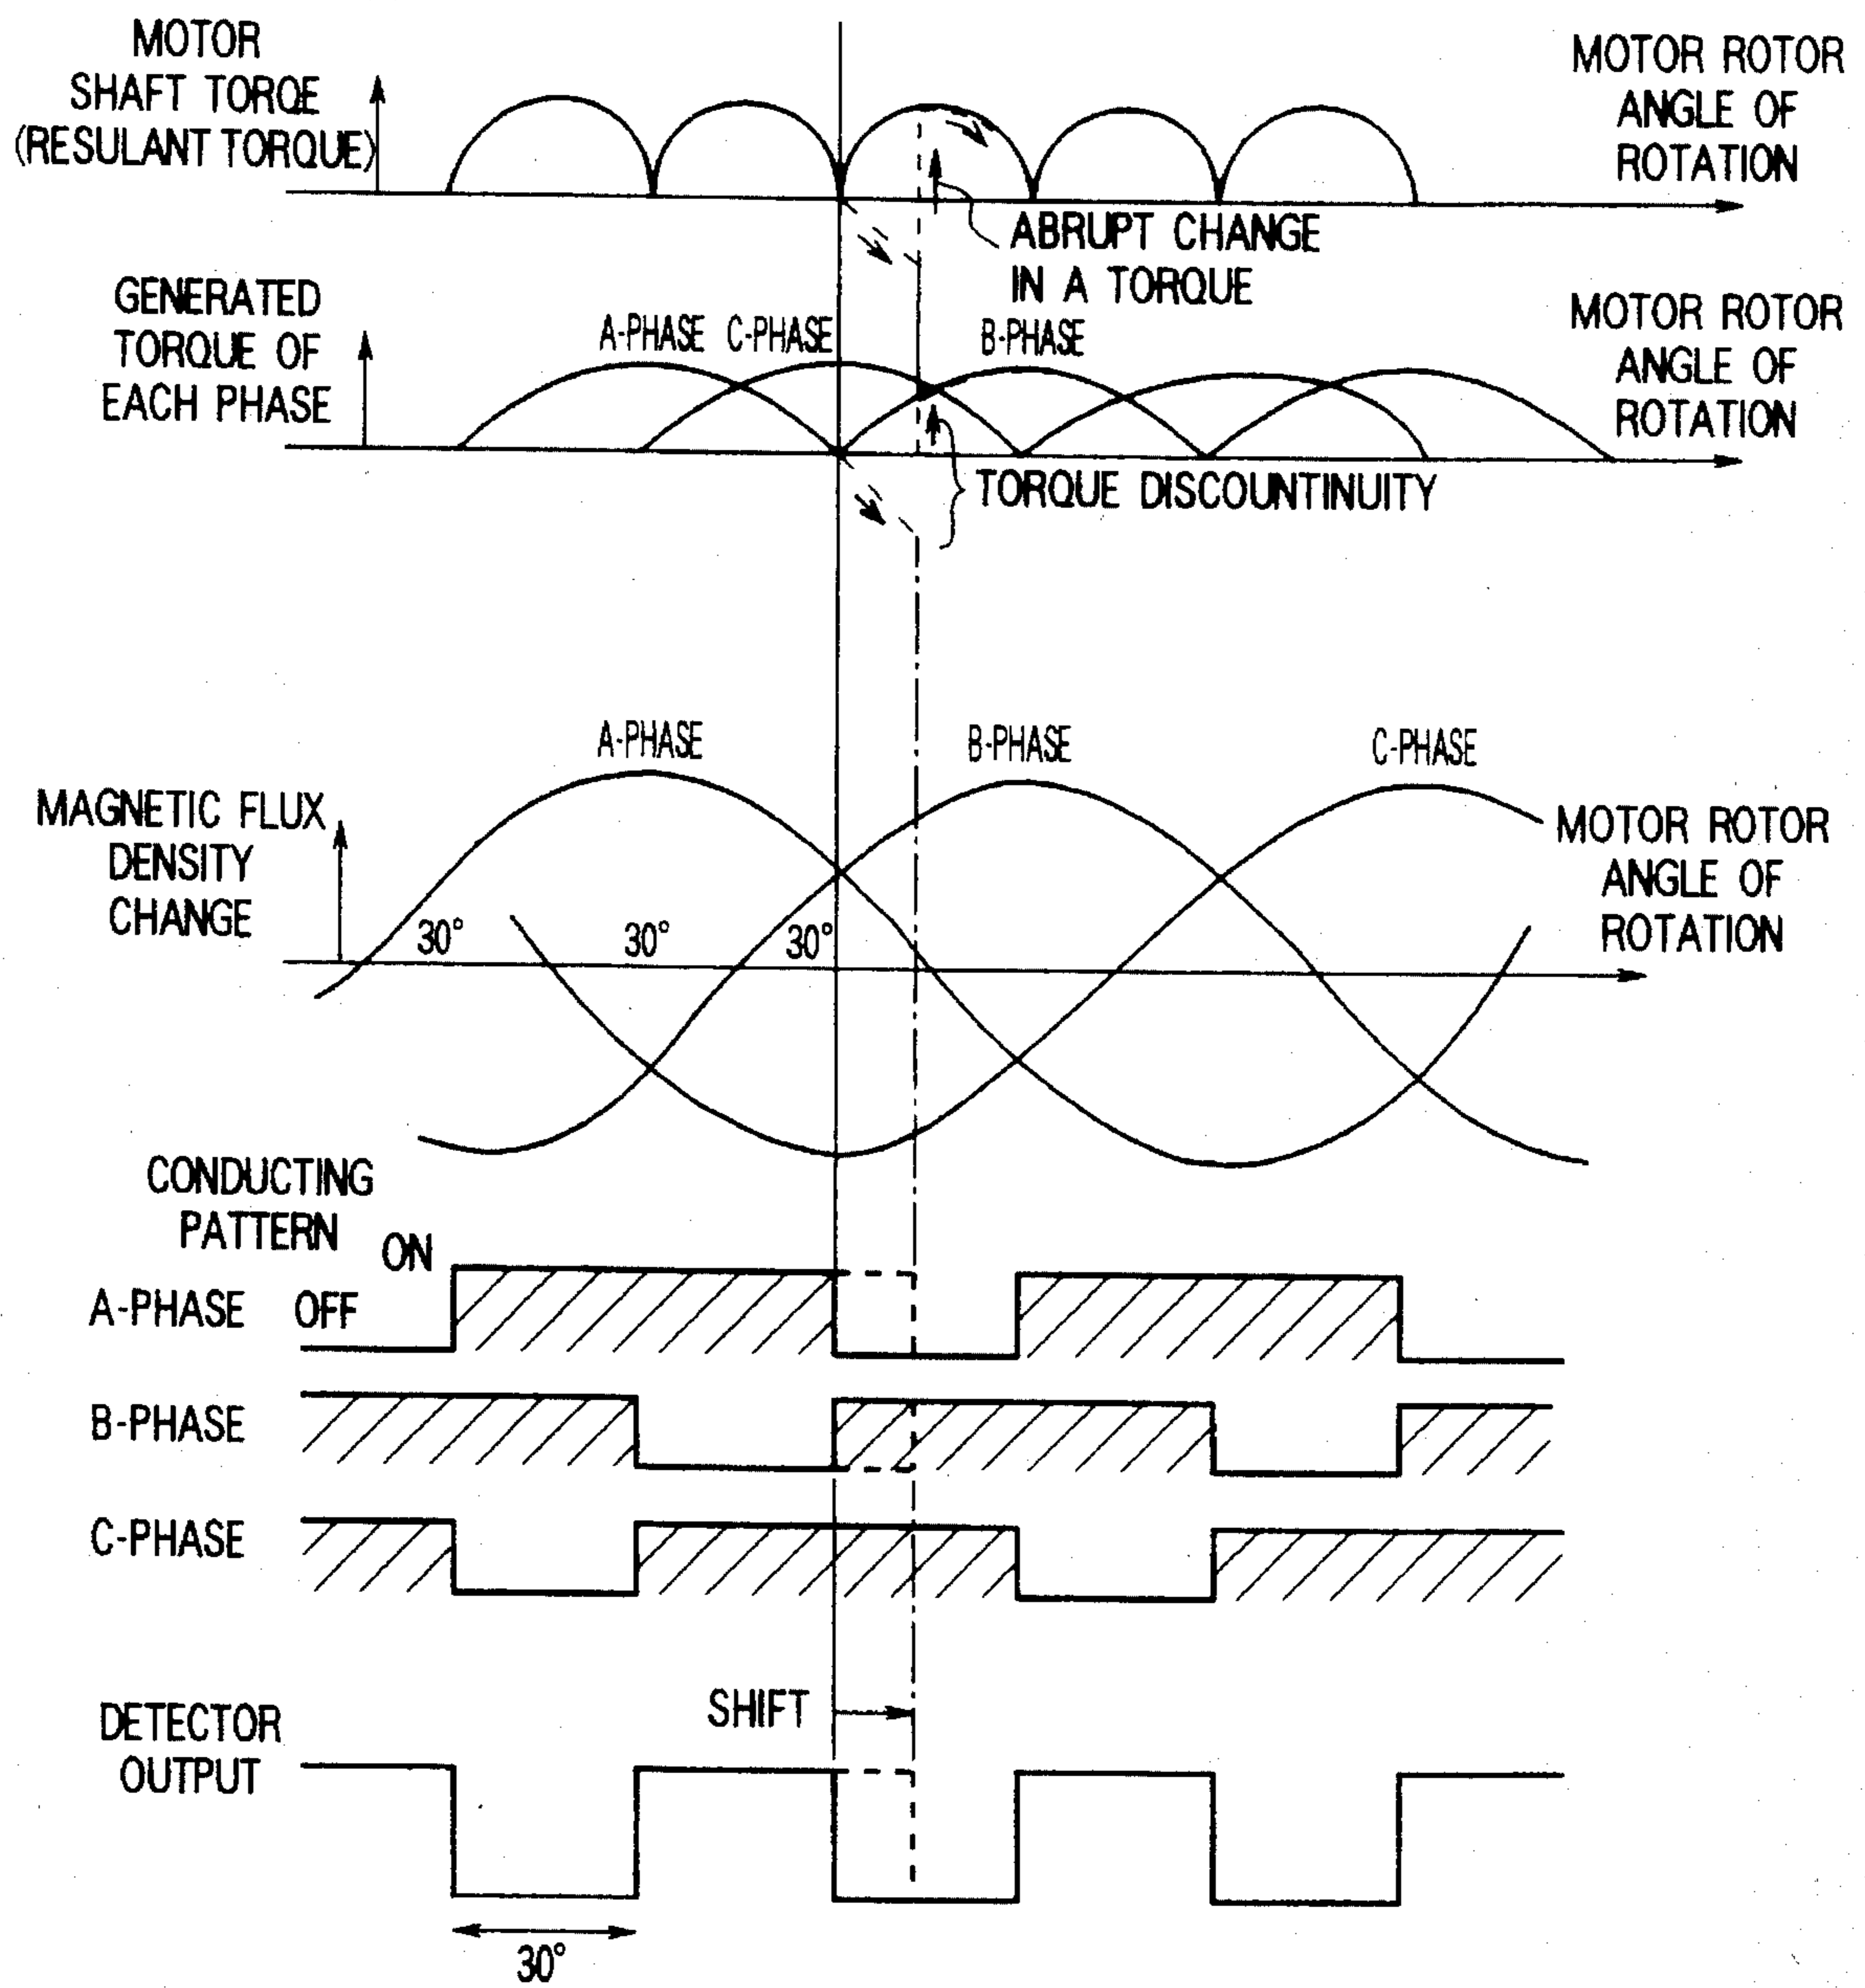 MOTOR
SHAFT TORQE
(RESULANT TORQUE)
MOTOR ROTOR
ANGLE OF
ROTATION
ABRUPT CHANGE
IN A TORQUE
GENERATED
TORQUE OF
EACH PHASE
A-PHASE
C-PHASE
B-PHASE
MOTOR ROTOR
ANGLE OF
ROTATION
TORQUE DISCOUNTINUITY
A-PHASE
B-PHASE
C-PHASE
MAGNETIC FLUX
DENSITY
CHANGE
30°
30°
30°
MOTOR ROTOR
ANGLE OF
ROTATION
CONDUCTING
PATTERN
ON
A-PHASE
OFF
B-PHASE
C-PHASE
SHIFT
DETECTOR
OUTPUT
30°